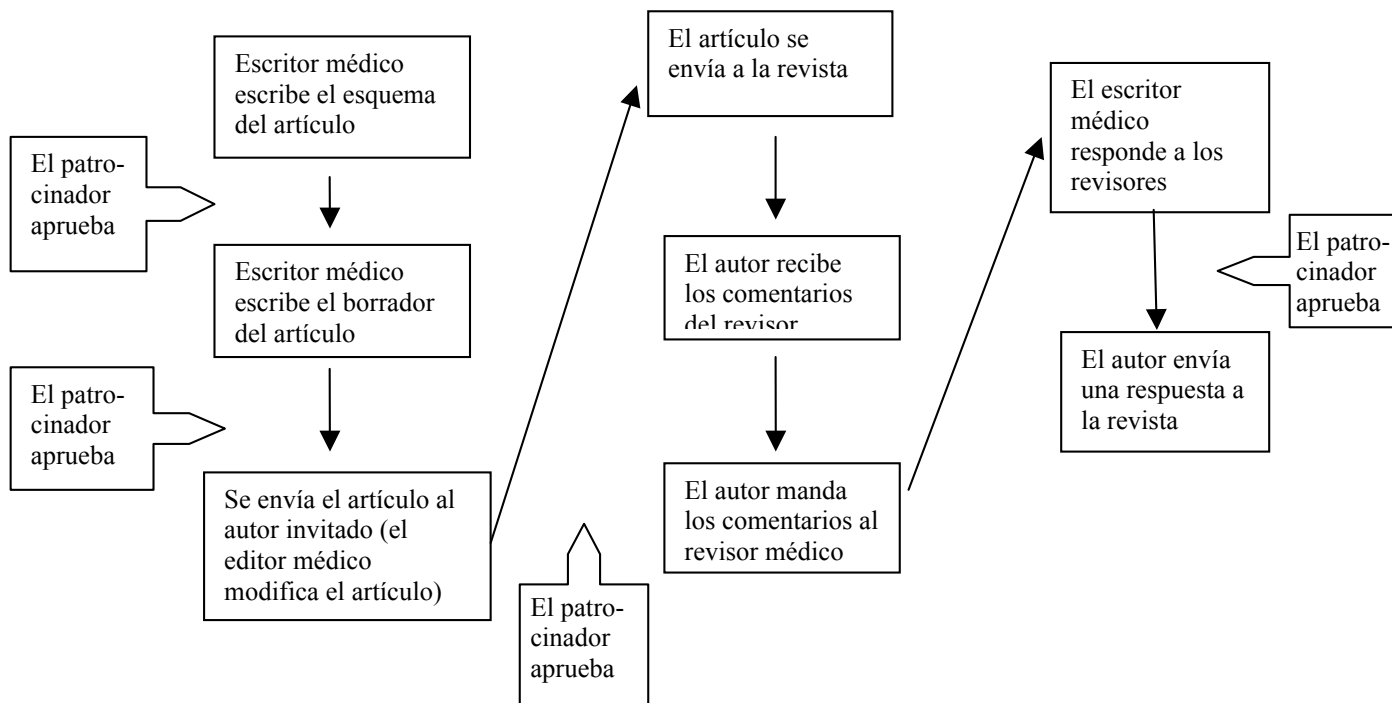 Escritor médico
escribe el esquema
del artículo
El patro-
cinador
aprueba
Escritor médico
escribe el borrador
del artículo
El patro-
cinador
aprueba
Se envía el artículo al
autor invitado (el
editor médico
modifica el artículo)
El patro-
cinador
aprueba
El artículo se
envía a la revista
El autor recibe
los comentarios
del revisor
El autor manda
los comentarios al
revisor médico
El escritor
médico
responde a los
revisores
El patro-
cinador
aprueba
El autor envía
una respuesta a
la revista